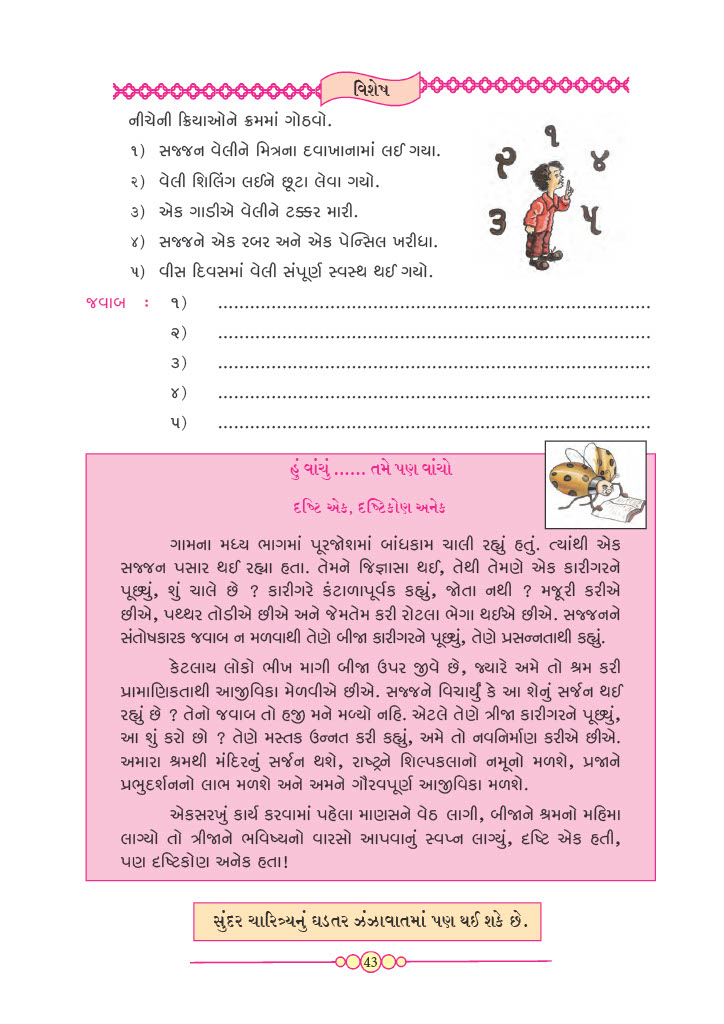 વિશેષ
નીચેની ક્રિયાઓને ક્રમમાં ગોઠવો.
૧) સજ્જન વેલીને મિત્રના દવાખાનામાં લઈ ગયા.
૨) વેલી શિલિંગ લઈને છૂટા લેવા ગયો.
૩) એક ગાડીએ વેલીને ટક્કર મારી.
૪) સજ્જને એક રબર અને એક પેન્સિલ ખરીધા.
૫) વીસ દિવસમાં વેલી સંપૂર્ણ સ્વસ્થ થઈ ગયો.
૧ ૨ ૩ ૪ ૫
જવાબ : ૧) ........................................................................
૨) ........................................................................
૩) ........................................................................
૪) ........................................................................
૫) ........................................................................
હું વાંચું ...... તમે પણ વાંચો
દષ્ટિ એક, દષ્ટિકોણ અનેક
ગામના મધ્ય ભાગમાં પૂરજોશમાં બાંધકામ ચાલી રહ્યું હતું. ત્યાંથી એક
સજ્જન પસાર થઈ રહ્યા હતા. તેમને જિજ્ઞાસા થઈ, તેથી તેમણે એક કારીગરને
પૂછ્યું, શું ચાલે છે ? કારીગરે કંટાળાપૂર્વક કહ્યું, જોતા નથી ? મજૂરી કરીએ
છીએ, પથ્થર તોડીએ છીએ અને જેમતેમ કરી રોટલા ભેગા થઈએ છીએ. સજ્જનને
સંતોષકારક જવાબ ન મળવાથી તેણે બીજા કારીગરને પૂછ્યું, તેણે પ્રસન્નતાથી કહ્યું.
કેટલાય લોકો ભીખ માગી બીજા ઉપર જીવે છે, જ્યારે અમે તો શ્રમ કરી
પ્રામાણિકતાથી આજીવિકા મેળવીએ છીએ. સજ્જને વિચાર્યું કે આ શેનું સર્જન થઈ
રહ્યું છે ? તેનો જવાબ તો હજી મને મળ્યો નહિ. એટલે તેણે ત્રીજા કારીગરને પૂછ્યું,
આ શું કરો છો ? તેણે મસ્તક ઉન્નત કરી કહ્યું, અમે તો નવનિર્માણ કરીએ છીએ.
અમારા શ્રમથી મંદિરનું સર્જન થશે, રાષ્ટ્રને શિલ્પકલાનો નમૂનો મળશે, પ્રજાને
પ્રભુદર્શનનો લાભ મળશે અને અમને ગૌરવપૂર્ણ આજીવિકા મળશે.
એકસરખું કાર્ય કરવામાં પહેલા માણસને વેઠ લાગી, બીજાને શ્રમનો મહિમા
લાગ્યો તો ત્રીજાને ભવિષ્યનો વારસો આપવાનું સ્વપ્ન લાગ્યું, દષ્ટિ એક હતી,
પણ દષ્ટિકોણ અનેક હતા!
સુંદર ચારિત્ર્યનું ઘડતર ઝંઝાવાતમાં પણ થઈ શકે છે.
43